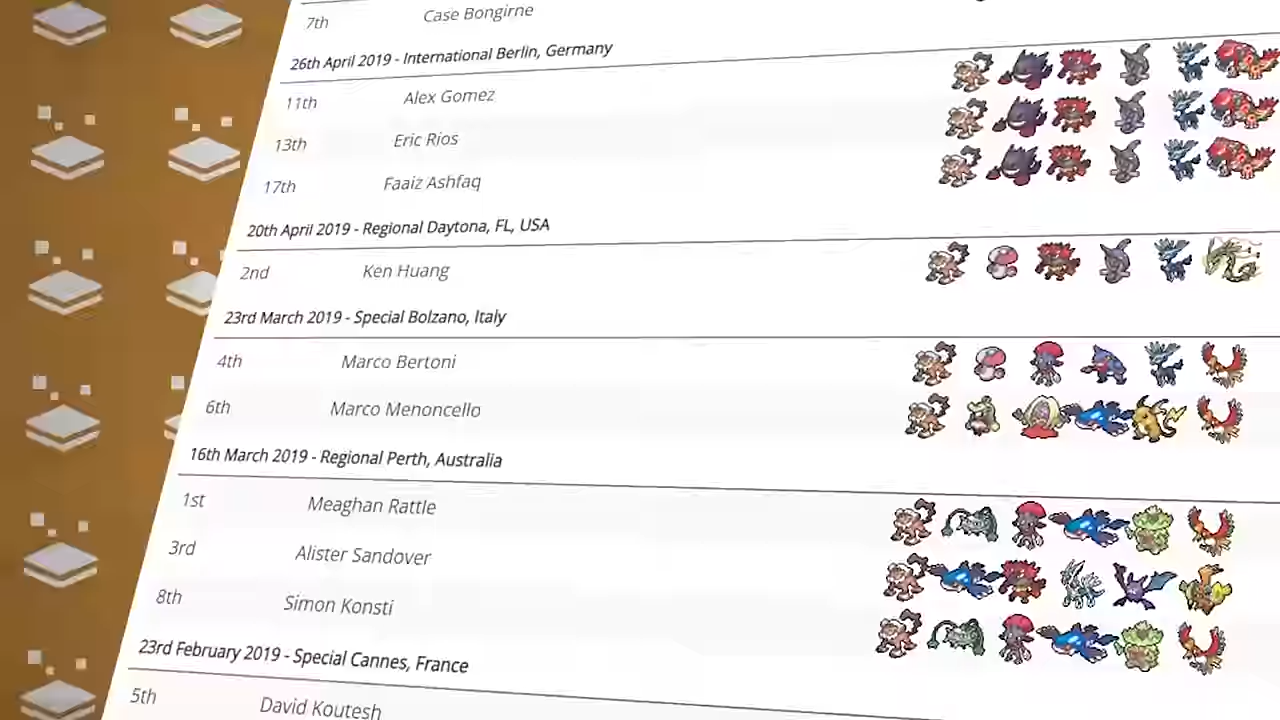 7th Case Bongirne
26th April 2019 - International Berlin, Germany
11th Alex Gomez
13th Eric Rios
17th Faaiz Ashfaq
20th April 2019 - Regional Daytona, FL, USA
2nd Ken Huang
23rd March 2019 - Special Bolzano, Italy
4th Marco Bertoni
6th Marco Menoncello
16th March 2019 - Regional Perth, Australia
1st Meaghan Rattle
3rd Alister Sandover
8th Simon Konsti
23rd February 2019 - Special Cannes, France
5th David Koutesh